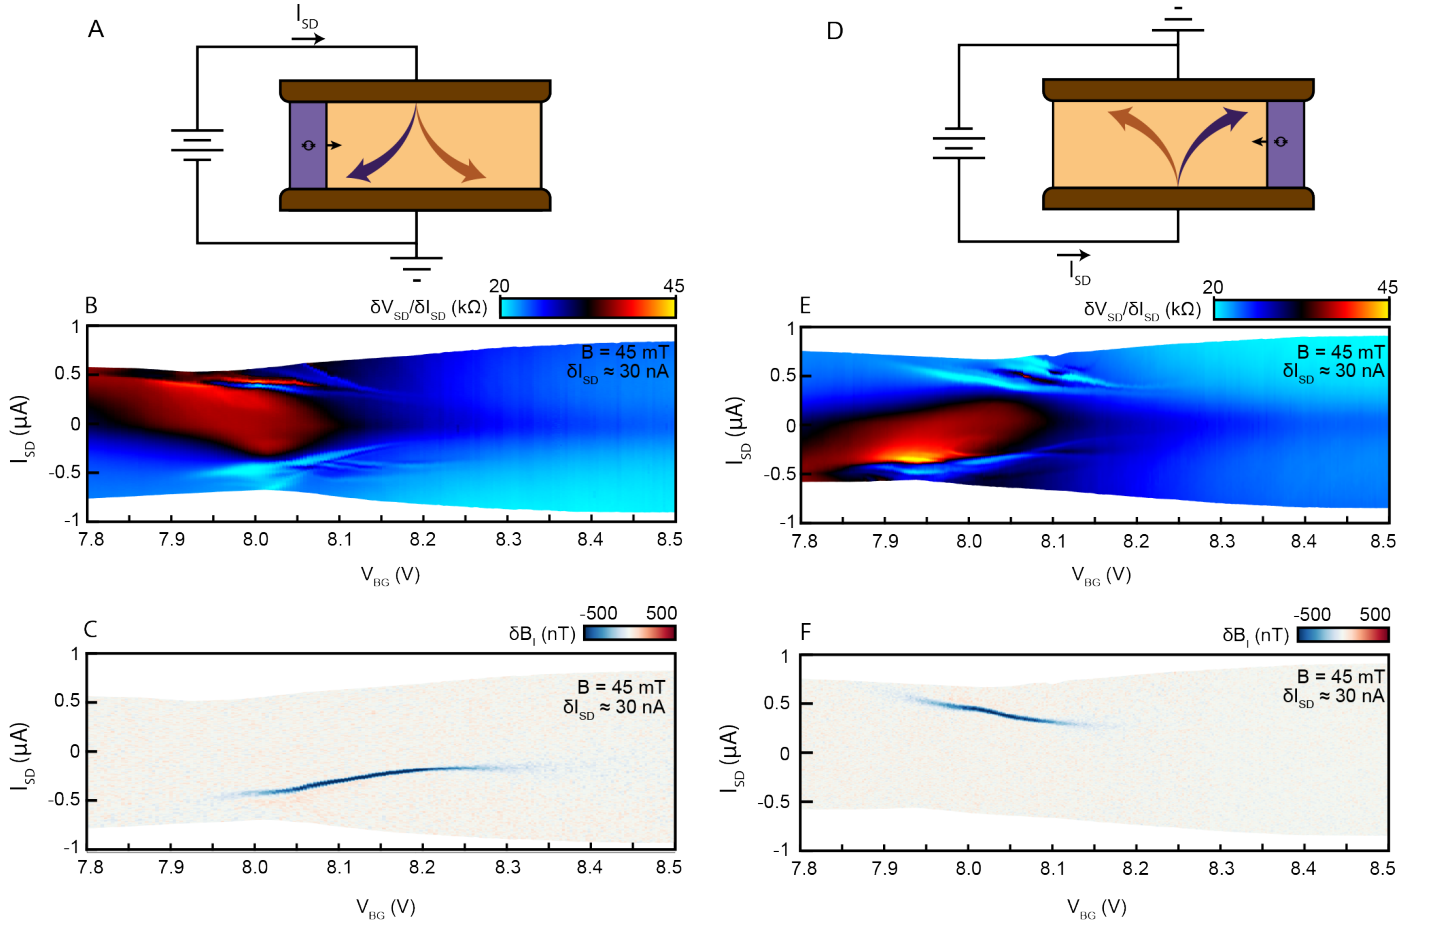 A
I_SD
D
I_SD
B
δV_SD/δI_SD (kΩ)
20
45
B = 45 mT
δI_SD ≈ 30 nA
I_SD (μA)
1
0.5
0
-0.5
-1
7.8 7.9 8.0 8.1 8.2 8.3 8.4 8.5
V_BG (V)
E
δV_SD/δI_SD (kΩ)
20
45
B = 45 mT
δI_SD ≈ 30 nA
I_SD (μA)
1
0.5
0
-0.5
-1
7.8 7.9 8.0 8.1 8.2 8.3 8.4 8.5
V_BG (V)
C
δB_I (nT)
-500 500
B = 45 mT
δI_SD ≈ 30 nA
I_SD (μA)
1
0.5
0
-0.5
-1
7.8 7.9 8.0 8.1 8.2 8.3 8.4 8.5
V_BG (V)
F
δB_I (nT)
-500 500
B = 45 mT
δI_SD ≈ 30 nA
I_SD (μA)
1
0.5
0
-0.5
-1
7.8 7.9 8.0 8.1 8.2 8.3 8.4 8.5
V_BG (V)